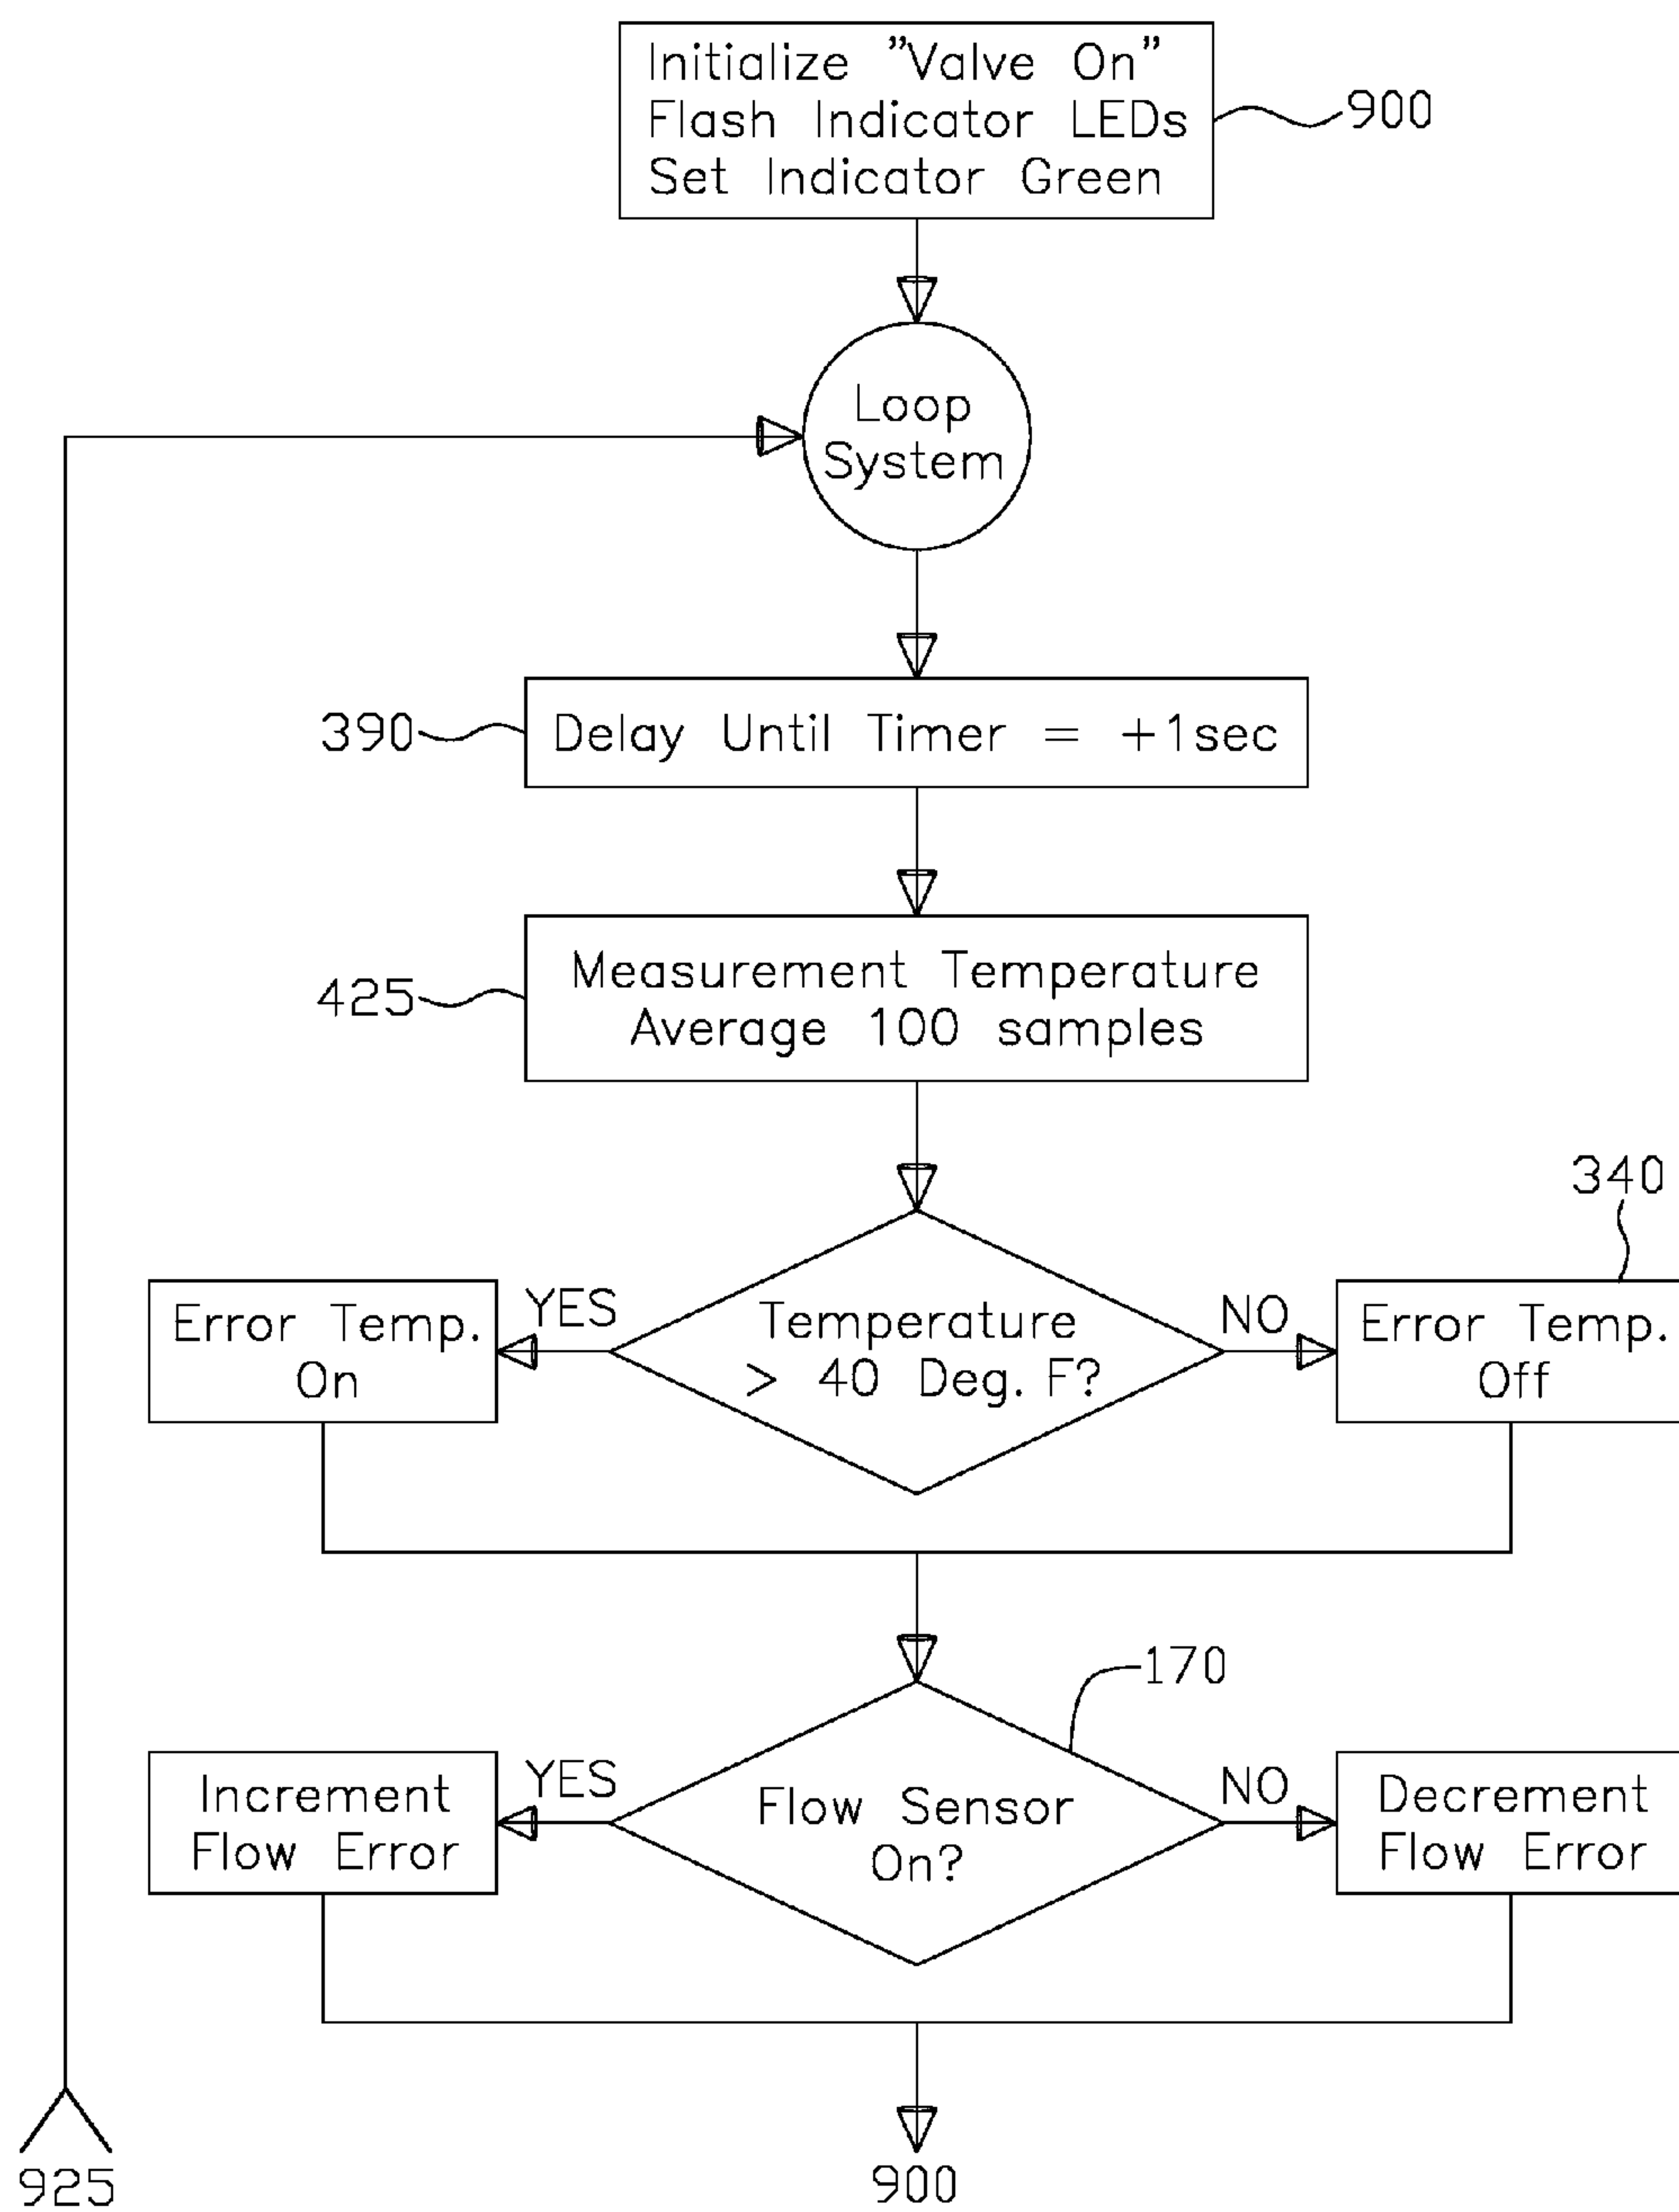 Initialize "Valve On"
Flash Indicator LEDs
Set Indicator Green
900
Loop
System
390
Delay Until Timer = +1sec
425
Measurement Temperature
Average 100 samples
340
Error Temp.
On
YES
Temperature
> 40 Deg. F?
NO
Error Temp.
Off
170
Increment
Flow Error
YES
Flow Sensor
On?
NO
Decrement
Flow Error
925
900